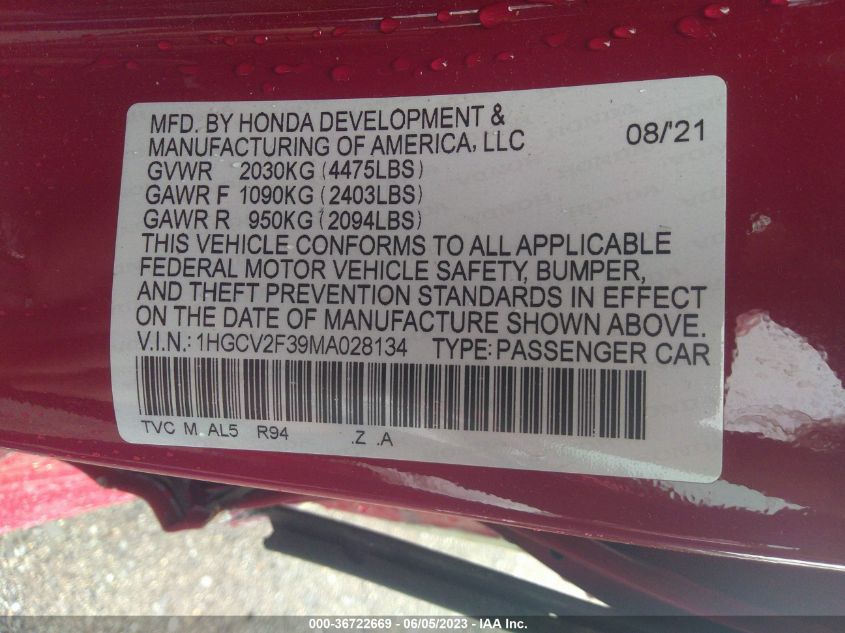 MFD. BY HONDA DEVELOPMENT &
MANUFACTURING OF AMERICA, LLC 08/'21
GVWR 2030KG (4475LBS)
GAWR F 1090KG (2403LBS)
GAWR R 950KG (2094LBS)
THIS VEHICLE CONFORMS TO ALL APPLICABLE
FEDERAL MOTOR VEHICLE SAFETY, BUMPER,
AND THEFT PREVENTION STANDARDS IN EFFECT
ON THE DATE OF MANUFACTURE SHOWN ABOVE.
V.I.N.: 1HGCV2F39MA028134 TYPE: PASSENGER CAR
TVC M AL5 R94 .Z .A
000-36722669 - 06/05/2023 - IAA Inc.